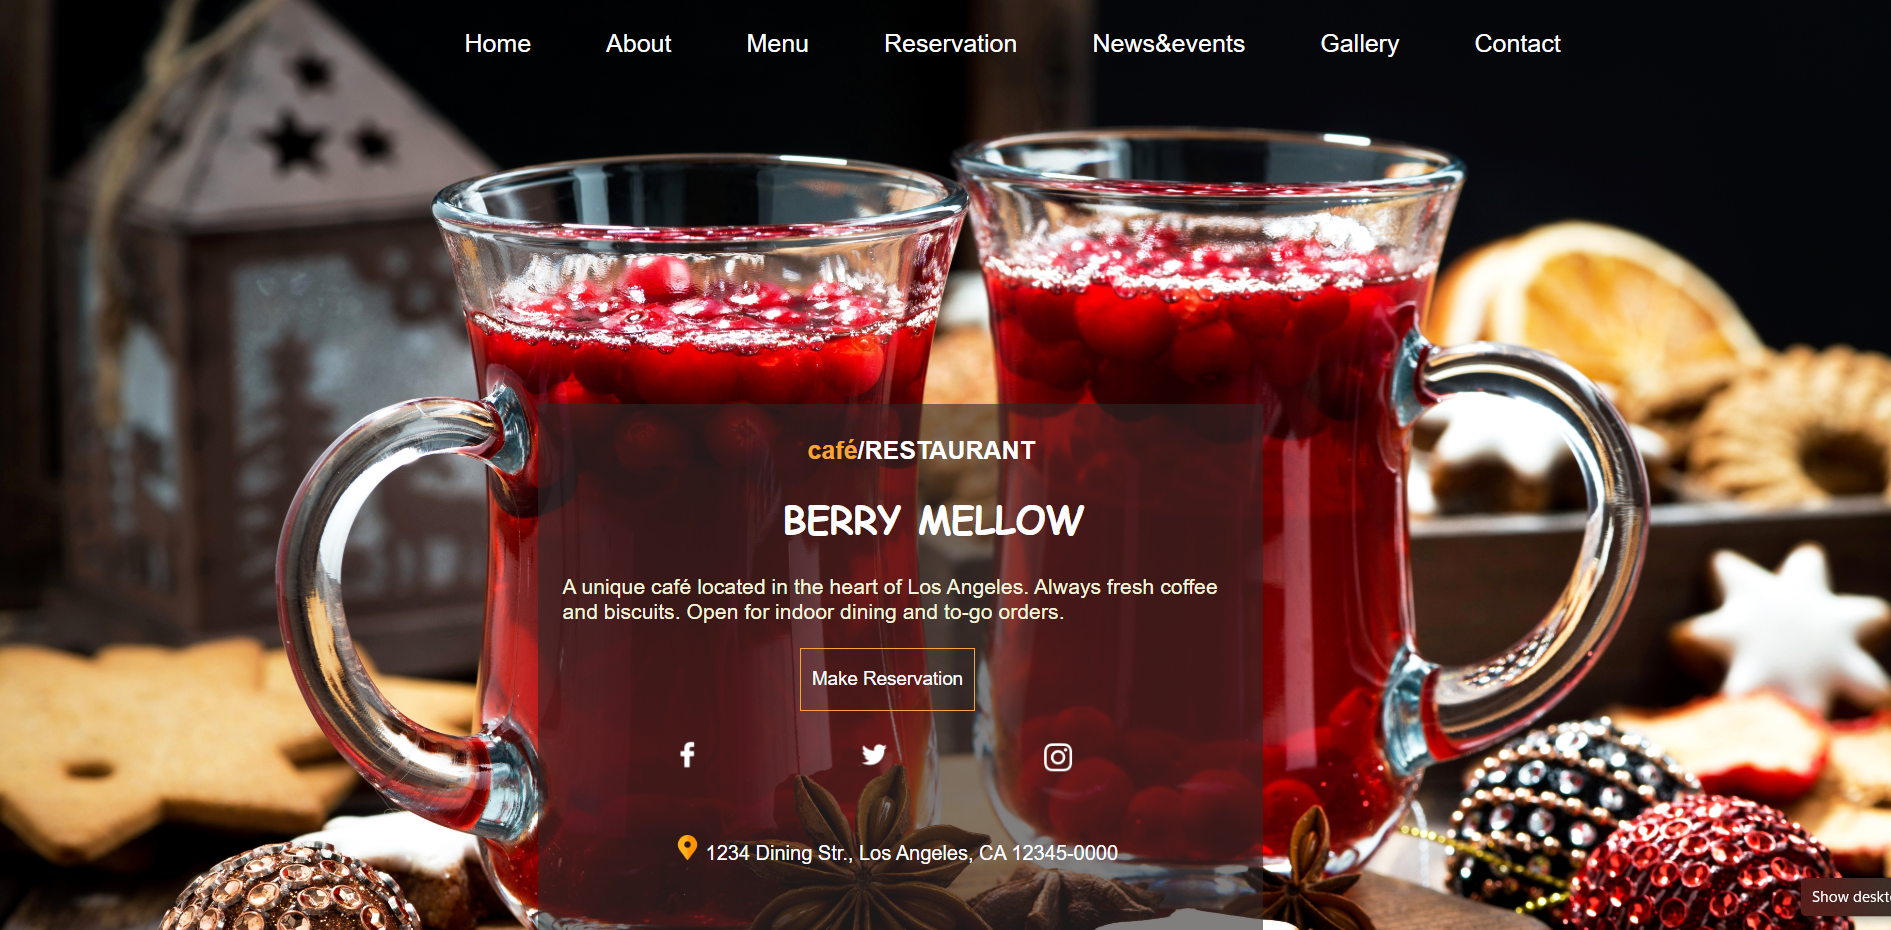 Home About Menu Reservation News&events Gallery Contact
café/RESTAURANT
BERRY MELLOW
A unique café located in the heart of Los Angeles. Always fresh coffee
and biscuits. Open for indoor dining and to-go orders.
Make Reservation
1234 Dining Str., Los Angeles, CA 12345-0000
Show deskt